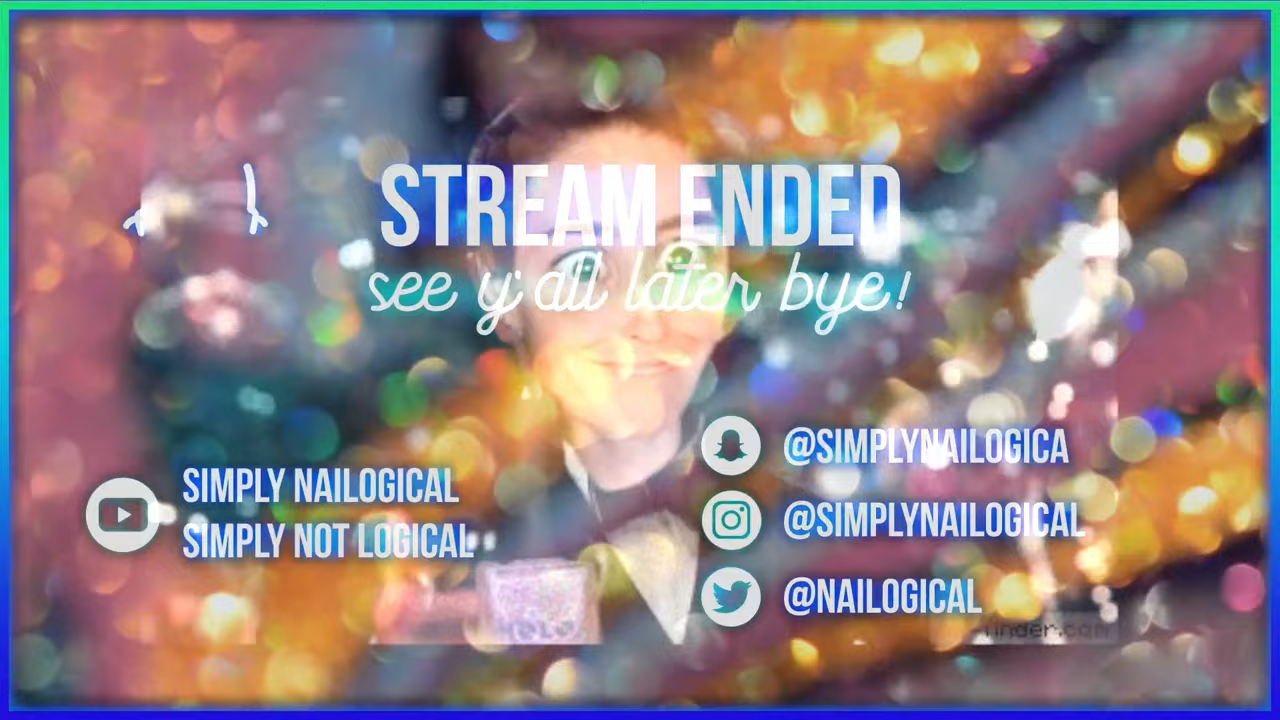 STREAM ENDED
see y'all later bye!
SIMPLY NAILOGICAL
SIMPLY NOT LOGICAL
@SIMPLYNAILOGICA
@SIMPLYNAILOGICAL
@NAILOGICAL